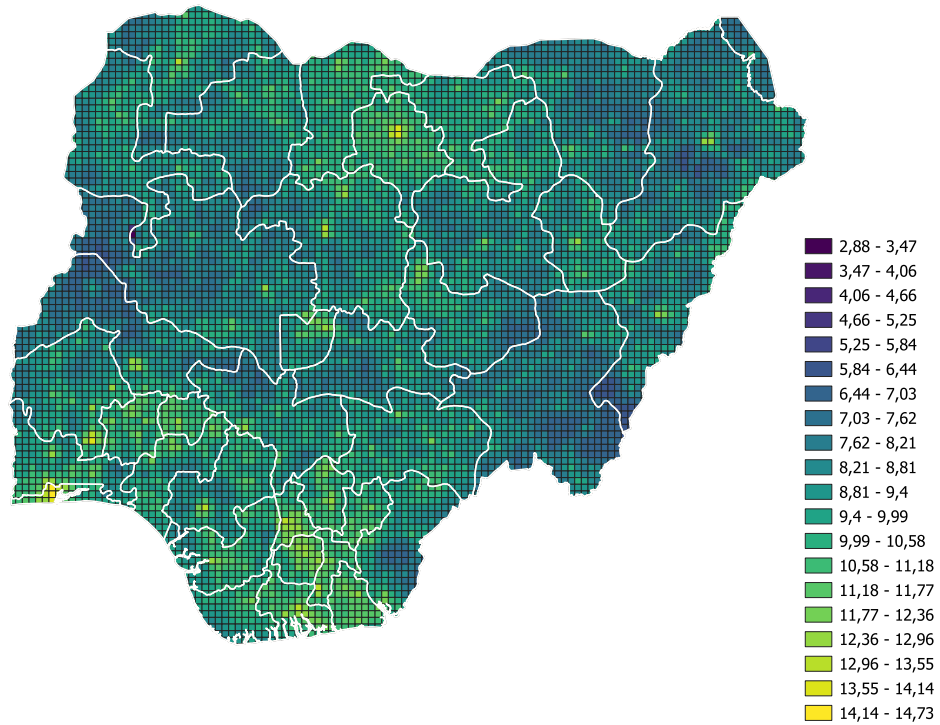 2,88 - 3,47
3,47 - 4,06
4,06 - 4,66
4,66 - 5,25
5,25 - 5,84
5,84 - 6,44
6,44 - 7,03
7,03 - 7,62
7,62 - 8,21
8,21 - 8,81
8,81 - 9,4
9,4 - 9,99
9,99 - 10,58
10,58 - 11,18
11,18 - 11,77
11,77 - 12,36
12,36 - 12,96
12,96 - 13,55
13,55 - 14,14
14,14 - 14,73